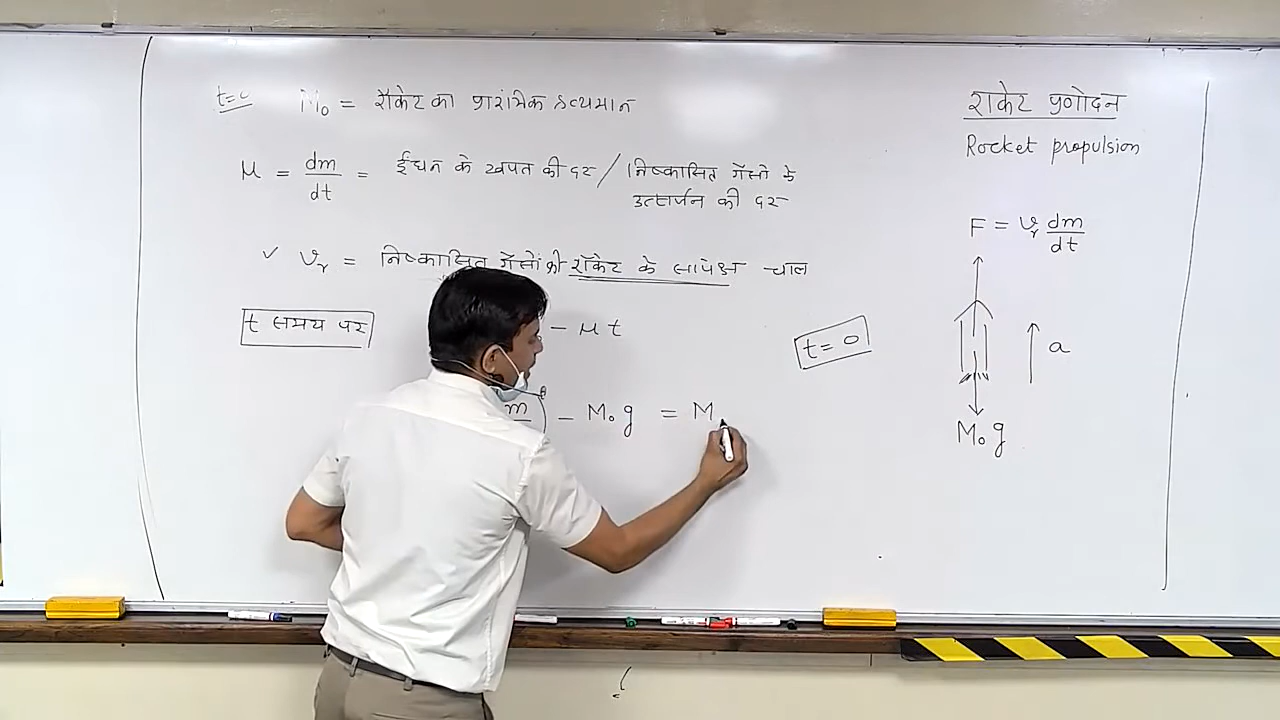 t=0 M₀ = रॉकेट का प्रारंभिक द्रव्यमान
μ = dm/dt = ईंधन के खपत की दर / निष्कासित गैसों के
उत्सर्जन की दर
✓ vᵣ = निष्कासित गैसों की रॉकेट के सापेक्ष चाल
t समय पर − μt
m − M₀g = M
रॉकेट प्रणोदन
Rocket propulsion
F = vᵣ dm/dt
t = 0
a
M₀g